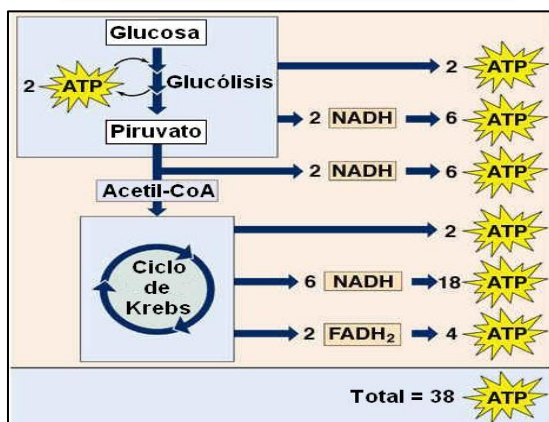 Glucosa
2 ATP
Glucólisis
2 ATP
Piruvato
2 NADH 6 ATP
2 NADH 6 ATP
Acetil-CoA
2 ATP
Ciclo
de
Krebs
6 NADH 18 ATP
2 FADH₂ 4 ATP
Total = 38 ATP